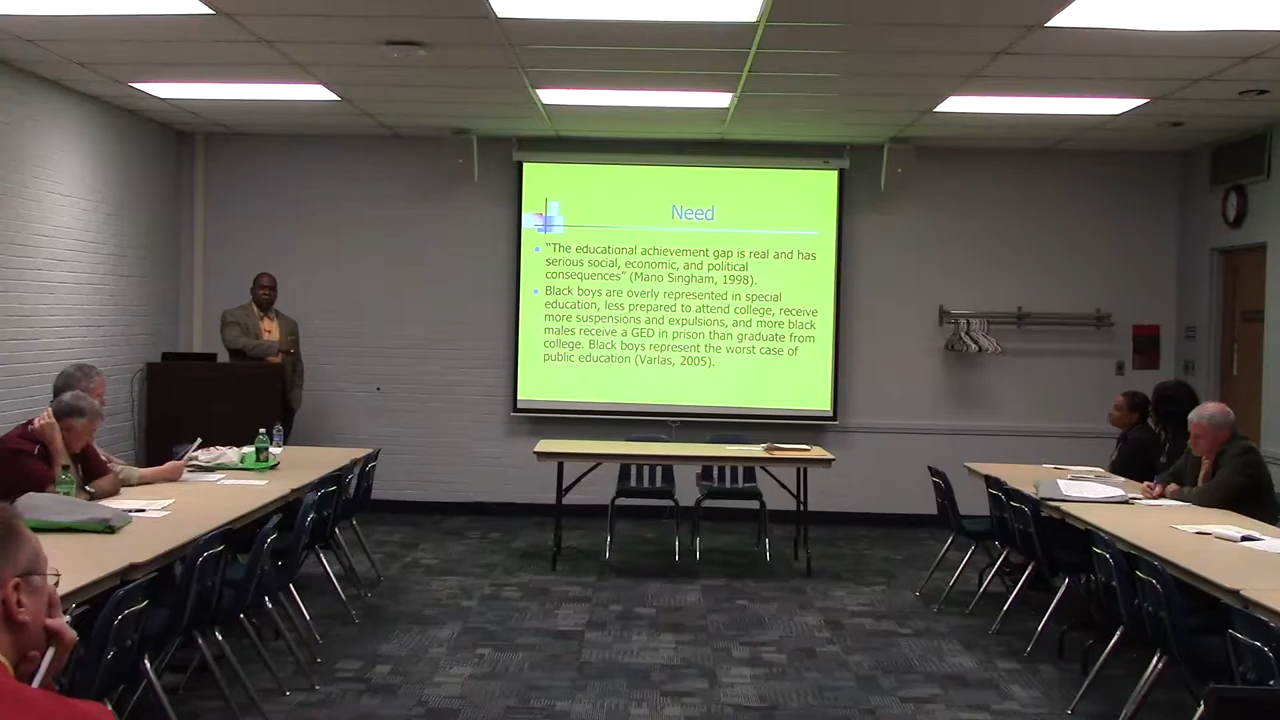 Need
"The educational achievement gap is real and has
serious social, economic, and political
consequences" (Mano Singham, 1998).
Black boys are overly represented in special
education, less prepared to attend college, receive
more suspensions and expulsions, and more black
males receive a GED in prison than graduate from
college. Black boys represent the worst case of
public education (Varlas, 2005).